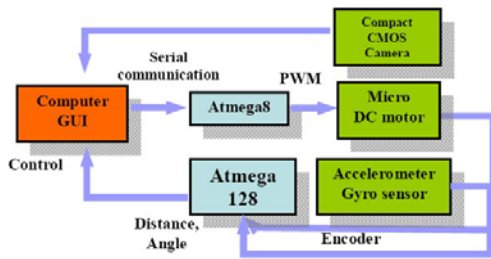 Compact
CMOS
Camera
Serial
communication
PWM
Computer
GUI
Atmega8
Micro
DC motor
Control
Atmega
128
Accelerometer
Gyro sensor
Distance,
Angle
Encoder